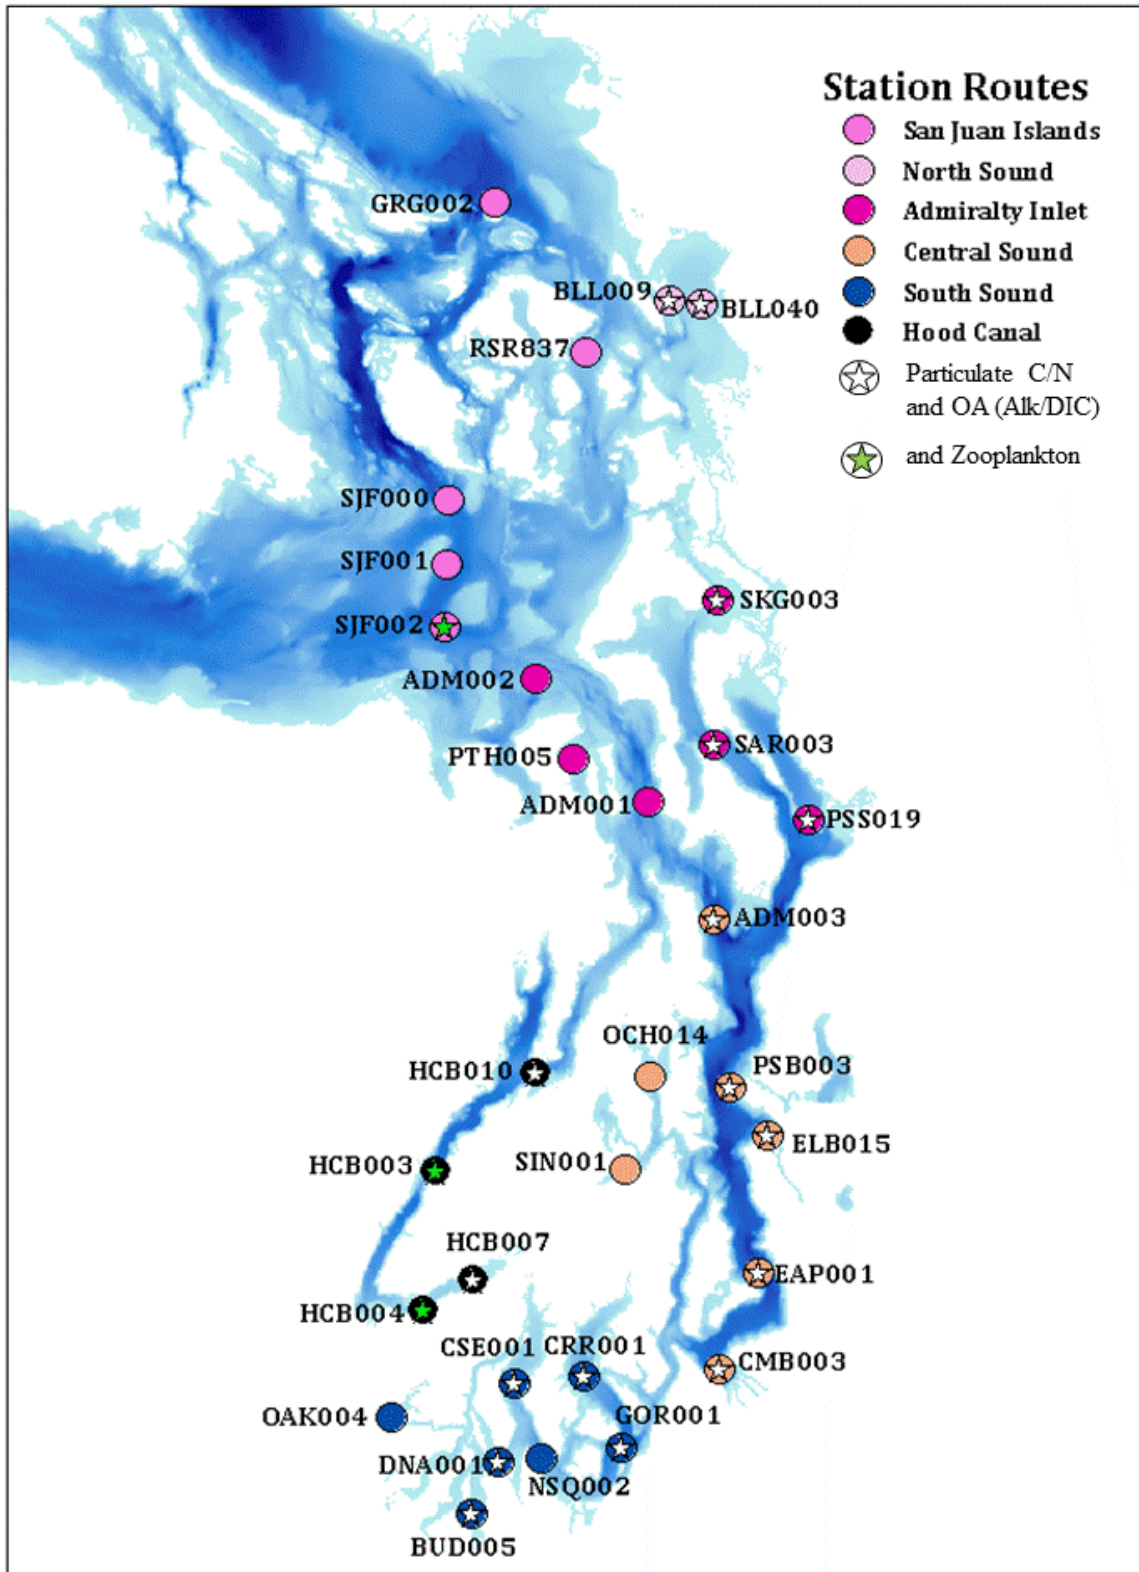 Station Routes
San Juan Islands
North Sound
Admiralty Inlet
Central Sound
South Sound
Hood Canal
Particulate C/N
and OA (Alk/DIC)
and Zooplankton
GRG002
BLL009
BLL040
RSR837
SJF000
SJF001
SJF002
SKG003
ADM002
SAR003
PTH005
ADM001
PSS019
ADM003
OCH014
HCB010
PSB003
ELB015
HCB003
SIN001
HCB007
EAP001
HCB004
CSE001
CRR001
CMB003
OAK004
GOR001
DNA001
NSQ002
BUD005